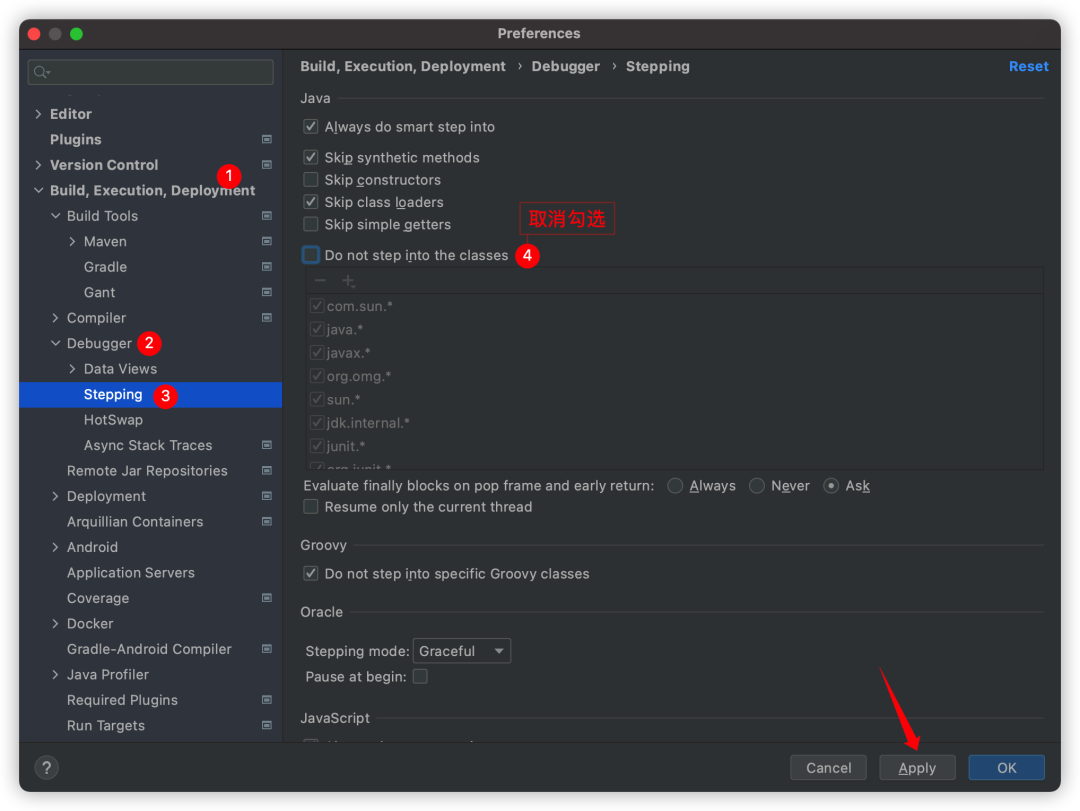 Preferences
Editor
Plugins
Version Control
1
Build, Execution, Deployment
Build Tools
Maven
Gradle
Gant
Compiler
Debugger 2
Data Views
Stepping 3
HotSwap
Async Stack Traces
Remote Jar Repositories
Deployment
Arquillian Containers
Android
Application Servers
Coverage
Docker
Gradle-Android Compiler
Java Profiler
Required Plugins
Run Targets
Build, Execution, Deployment › Debugger › Stepping
Reset
Java
Always do smart step into
Skip synthetic methods
Skip constructors
Skip class loaders
Skip simple getters
取消勾选
Do not step into the classes 4
com.sun.*
java.*
javax.*
org.omg.*
sun.*
jdk.internal.*
junit.*
org.junit.*
Evaluate finally blocks on pop frame and early return: Always Never Ask
Resume only the current thread
Groovy
Do not step into specific Groovy classes
Oracle
Stepping mode: Graceful
Pause at begin:
JavaScript
? Cancel Apply OK